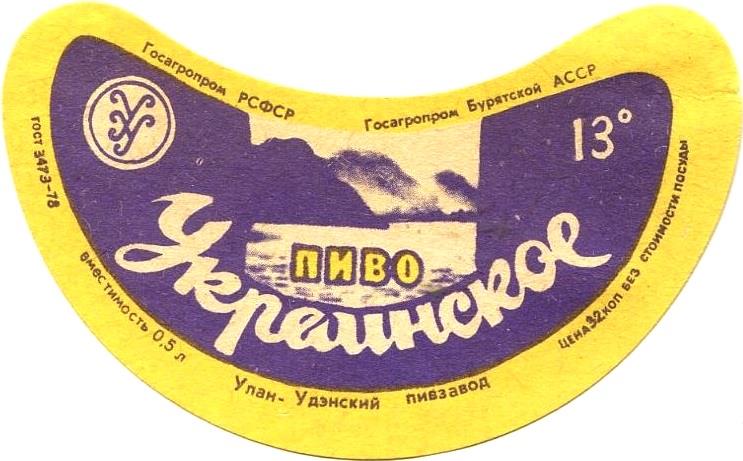 Госагропром РСФСР
Госагропром Бурятской АССР
13°
Украинское
ПИВО
ГОСТ 3473-78
вместимость 0,5 л
Улан-Удэнский пивзавод
ЦЕНА 32 КОП БЕЗ СТОИМОСТИ ПОСУДЫ